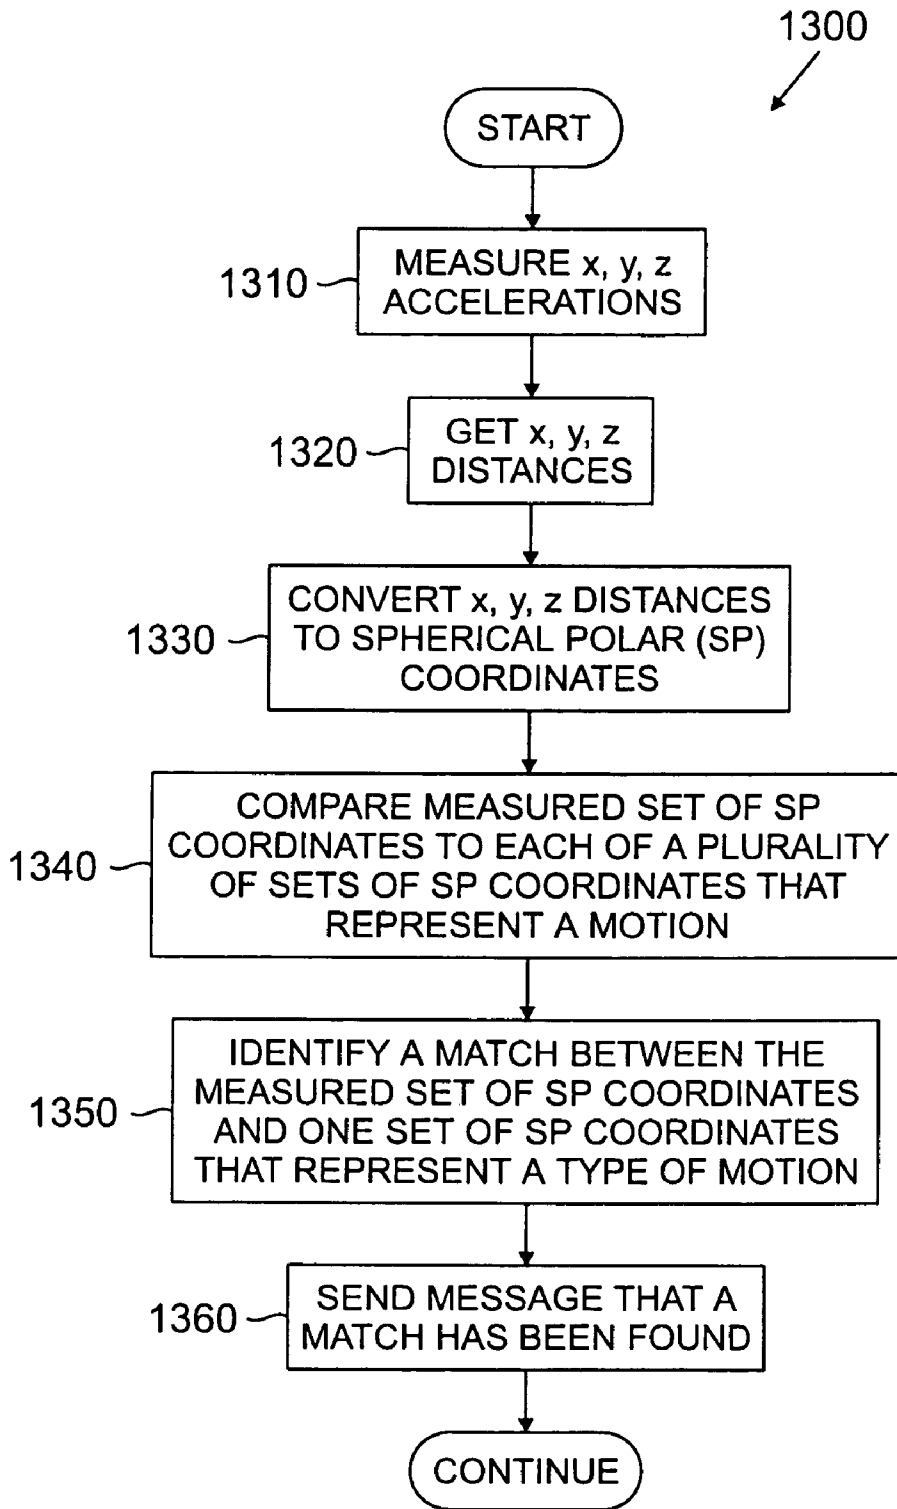 1300
START
1310
MEASURE x, y, z
ACCELERATIONS
1320
GET x, y, z
DISTANCES
1330
CONVERT x, y, z DISTANCES
TO SPHERICAL POLAR (SP)
COORDINATES
1340
COMPARE MEASURED SET OF SP
COORDINATES TO EACH OF A PLURALITY
OF SETS OF SP COORDINATES THAT
REPRESENT A MOTION
1350
IDENTIFY A MATCH BETWEEN THE
MEASURED SET OF SP COORDINATES
AND ONE SET OF SP COORDINATES
THAT REPRESENT A TYPE OF MOTION
1360
SEND MESSAGE THAT A
MATCH HAS BEEN FOUND
CONTINUE